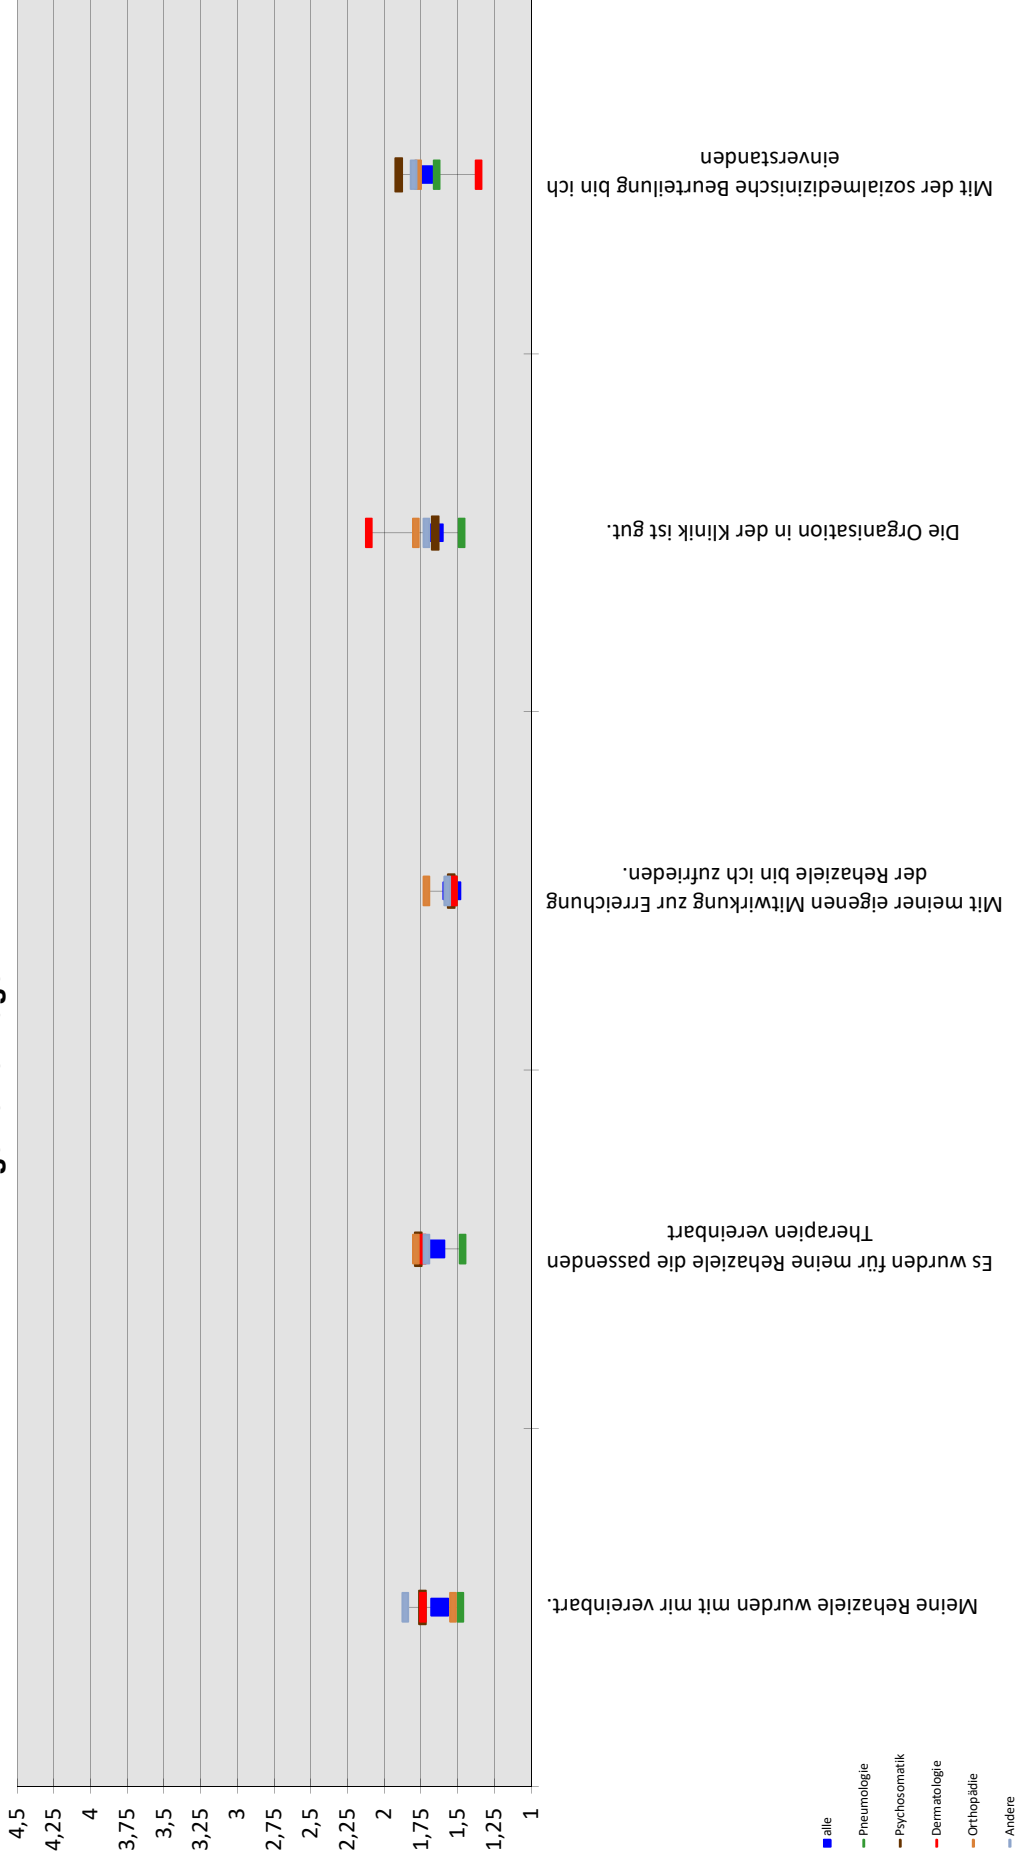 4,5
4,25
4
3,75
3,5
3,25
3
2,75
2,5
2,25
2
1,75
1,5
1,25
1
Meine Rehaziele wurden mit mir vereinbart.
Es wurden für meine Rehaziele die passenden
Therapien vereinbart
Mit meiner eigenen Mitwirkung zur Erreichung
der Rehaziele bin ich zufrieden.
Die Organisation in der Klinik ist gut.
Mit der sozialmedizinische Beurteilung bin ich
einverstanden
alle
Pneumologie
Psychosomatik
Dermatologie
Orthopädie
Andere